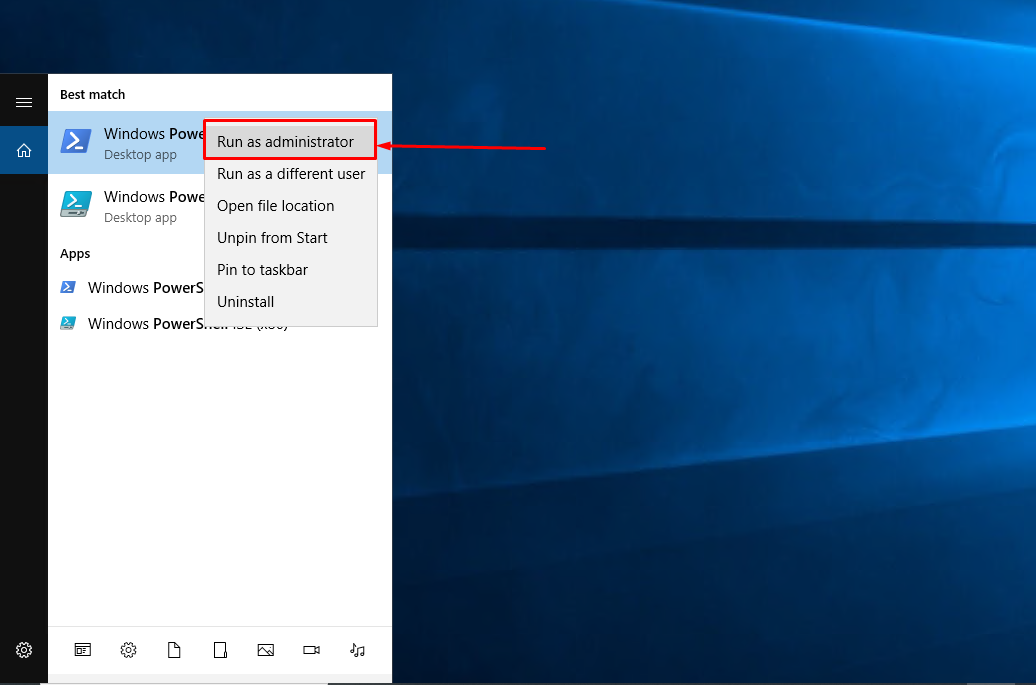 Best match
Windows Powe
Desktop app
Run as administrator
Run as a different user
Windows Powe
Desktop app
Open file location
Unpin from Start
Apps
Pin to taskbar
Windows PowerS
Uninstall
Windows PowerShell ISE (x86)